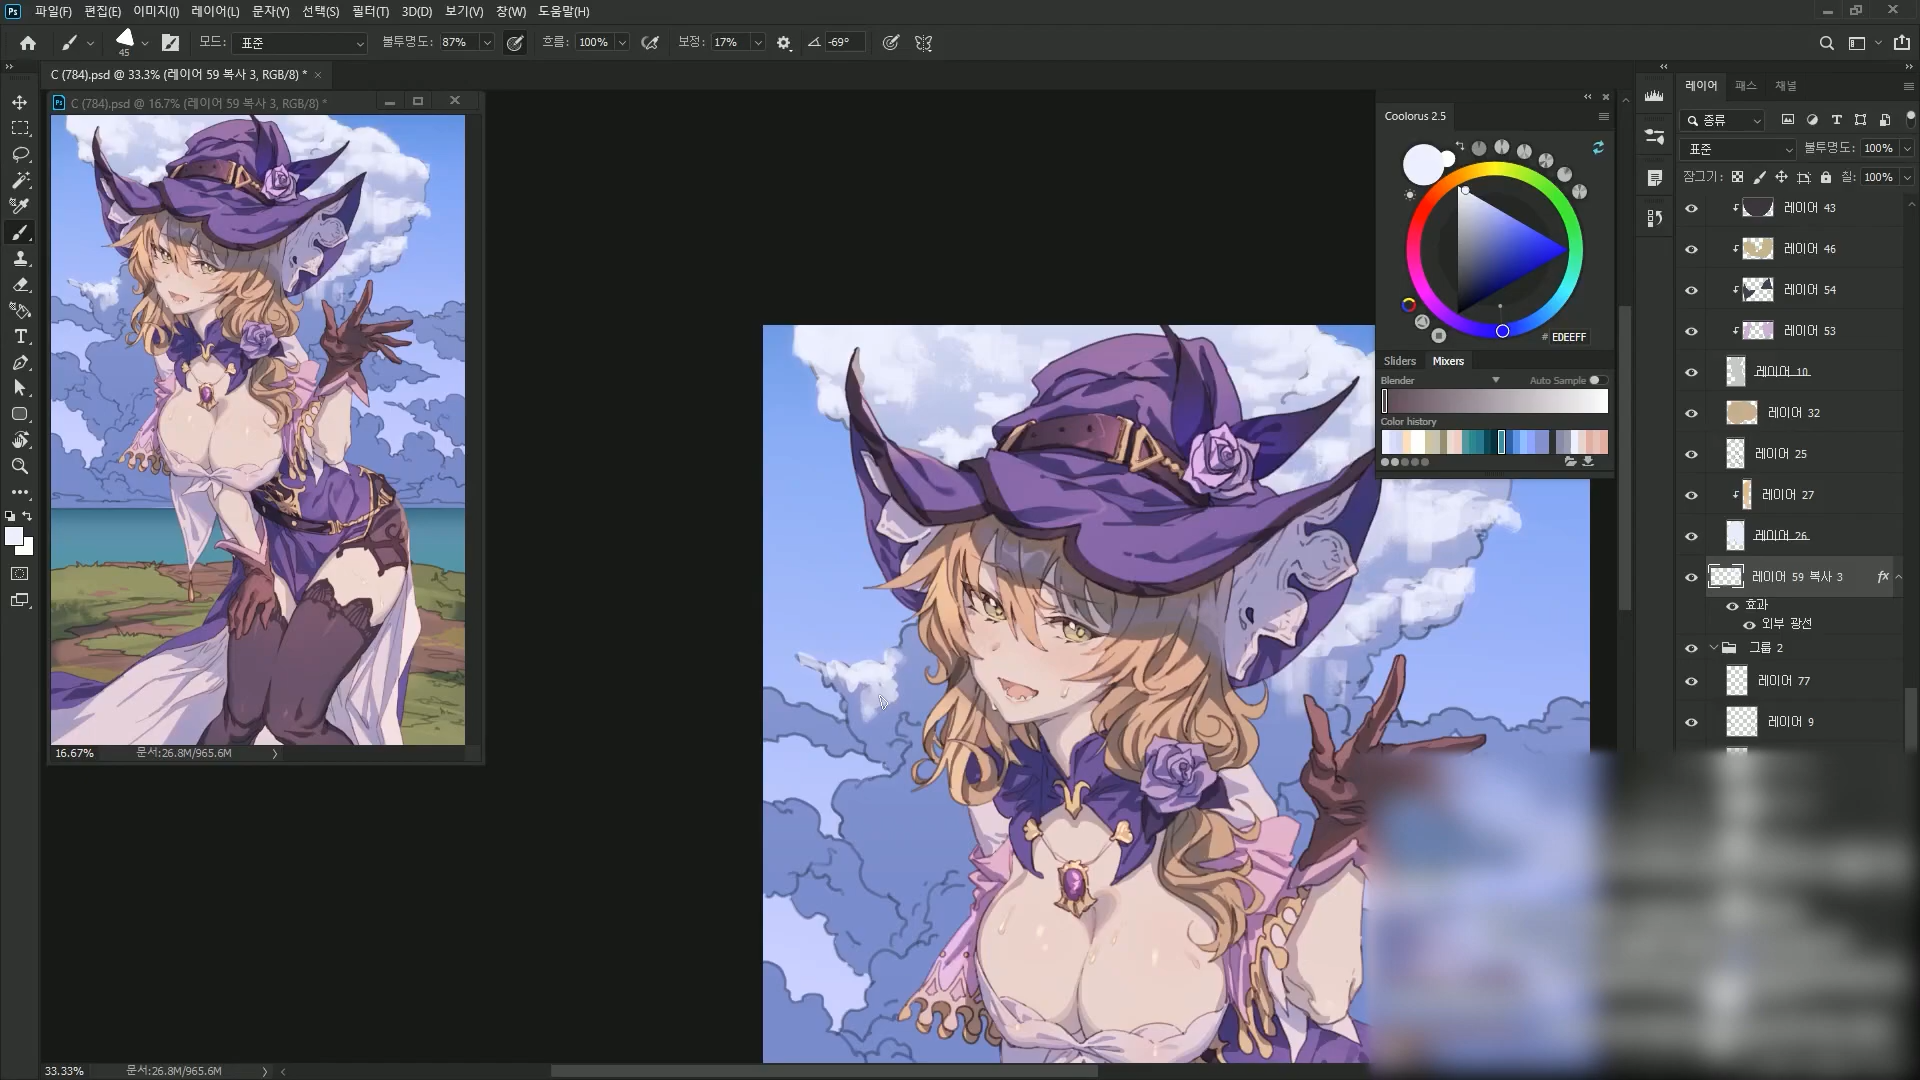 Ps 파일(F) 편집(E) 이미지(I) 레이어(L) 문자(Y) 선택(S) 필터(T) 3D(D) 보기(V) 창(W) 도움말(H)
45 모드: 표준 불투명도: 87% 흐름: 100% 보정: 17% -69°
C (784).psd @ 33.3% (레이어 59 복사 3, RGB/8) *
Ps C (784).psd @ 16.7% (레이어 59 복사 3, RGB/8) *
16.67% 문서:26.8M/965.6M
33.33% 문서:26.8M/965.6M
Coolorus 2.5
# EDEEFF
Sliders Mixers
Blender Auto Sample
Color history
레이어 패스 채널
종류
표준 불투명도: 100%
잠그기: 칠: 100%
레이어 43
레이어 46
레이어 54
레이어 53
레이어 10
레이어 32
레이어 25
레이어 27
레이어 26
레이어 59 복사 3 fx
효과
외부 광선
그룹 2
레이어 77
레이어 9